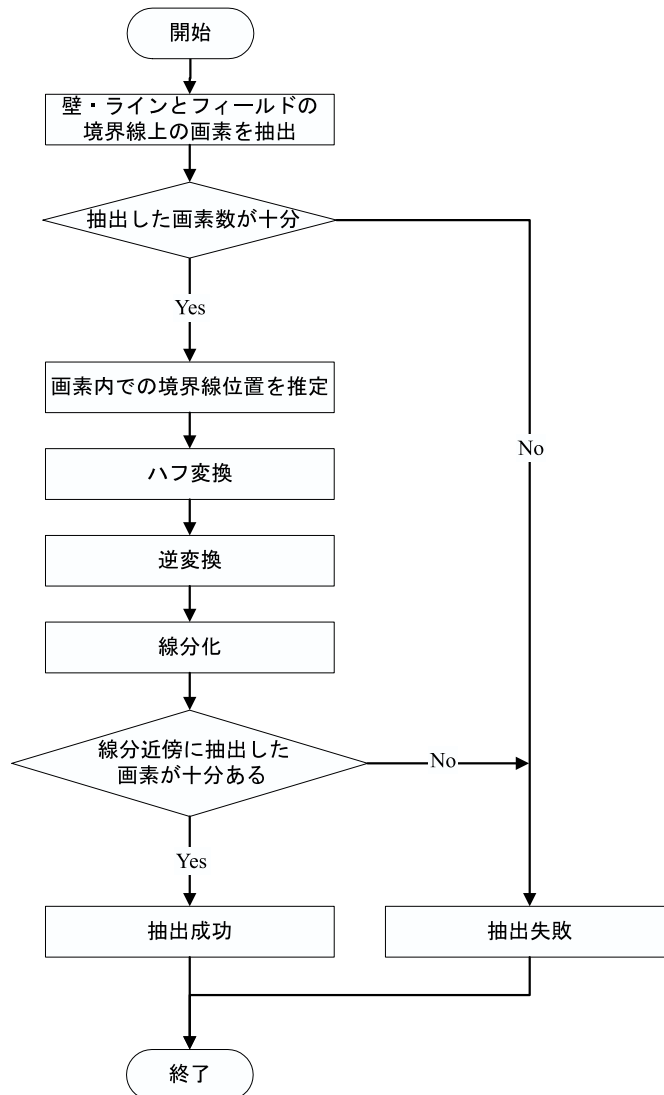 開始
壁・ラインとフィールドの
境界線上の画素を抽出
抽出した画素数が十分
Yes
画素内での境界線位置を推定
No
ハフ変換
逆変換
線分化
線分近傍に抽出した
画素が十分ある
No
Yes
抽出成功
抽出失敗
終了